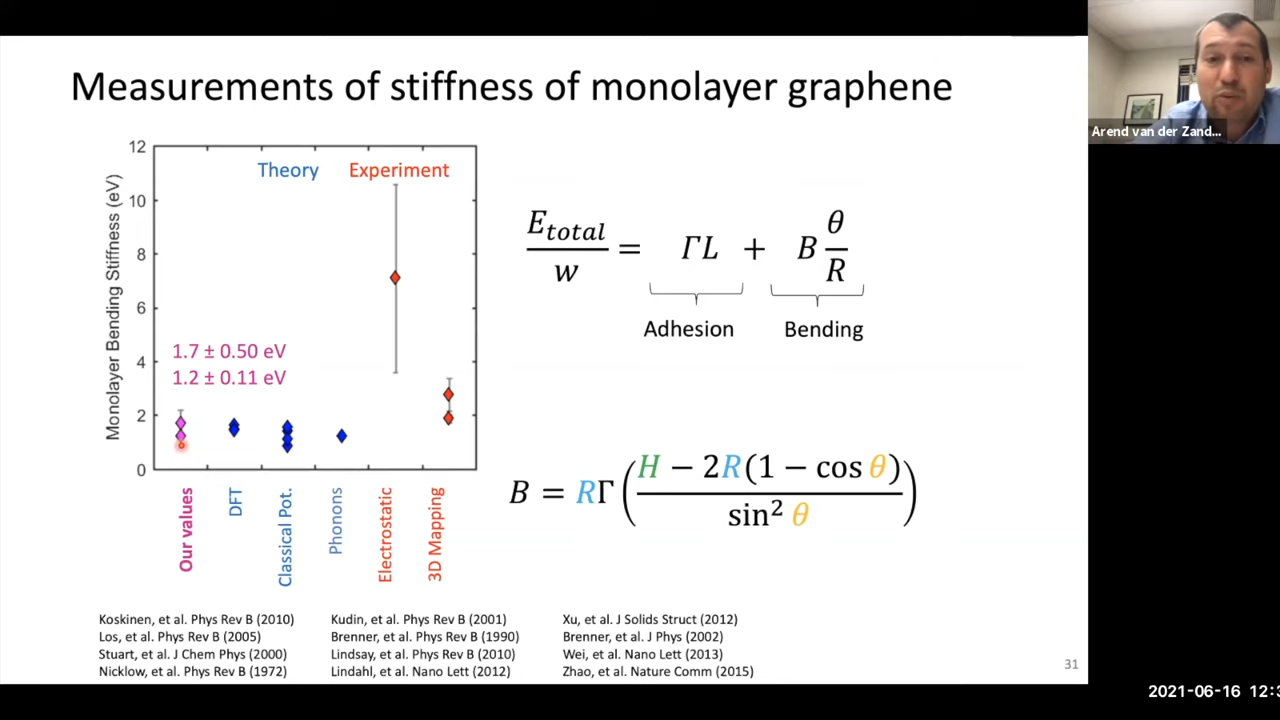 Measurements of stiffness of monolayer graphene
Arend van der Zand...
12
10
8
6
4
2
0
Monolayer Bending Stiffness (eV)
Theory
Experiment
1.7 ± 0.50 eV
1.2 ± 0.11 eV
Our values
DFT
Classical Pot.
Phonons
Electrostatic
3D Mapping
E_total / w = ΓL + B θ/R
Adhesion
Bending
B = RΓ((H − 2R(1 − cos θ)) / sin² θ)
Koskinen, et al. Phys Rev B (2010)
Los, et al. Phys Rev B (2005)
Stuart, et al. J Chem Phys (2000)
Nicklow, et al. Phys Rev B (1972)
Kudin, et al. Phys Rev B (2001)
Brenner, et al. Phys Rev B (1990)
Lindsay, et al. Phys Rev B (2010)
Lindahl, et al. Nano Lett (2012)
Xu, et al. J Solids Struct (2012)
Brenner, et al. J Phys (2002)
Wei, et al. Nano Lett (2013)
Zhao, et al. Nature Comm (2015)
31
2021-06-16 12:3